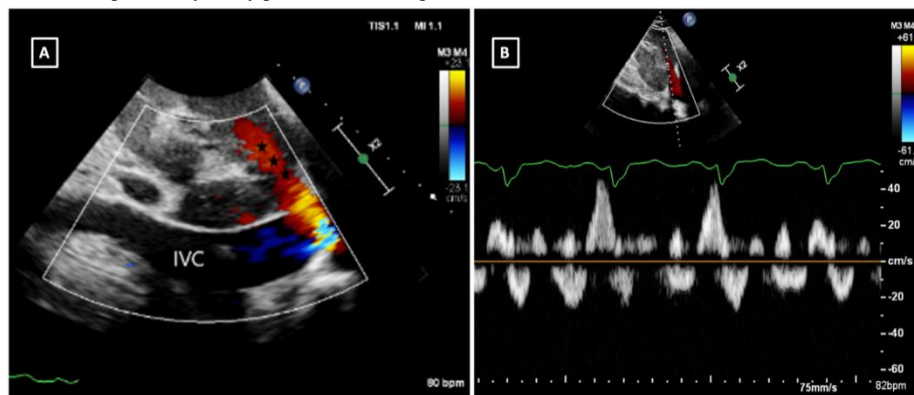 A
TIS1.1 MI 1.1
M3 M4
+23.1
X2
-23.1
cm/s
IVC
80 bpm
B
M3 M4
+61.
X2
-61.
cm/s
40
20
cm/s
-20
-40
-60
75mm/s
82bpm